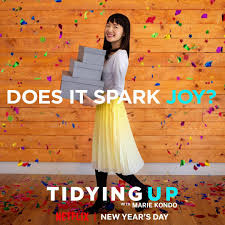 DOES IT SPARK JOY?
TIDYING UP
WITH MARIE KONDO
NETFLIX | NEW YEAR'S DAY